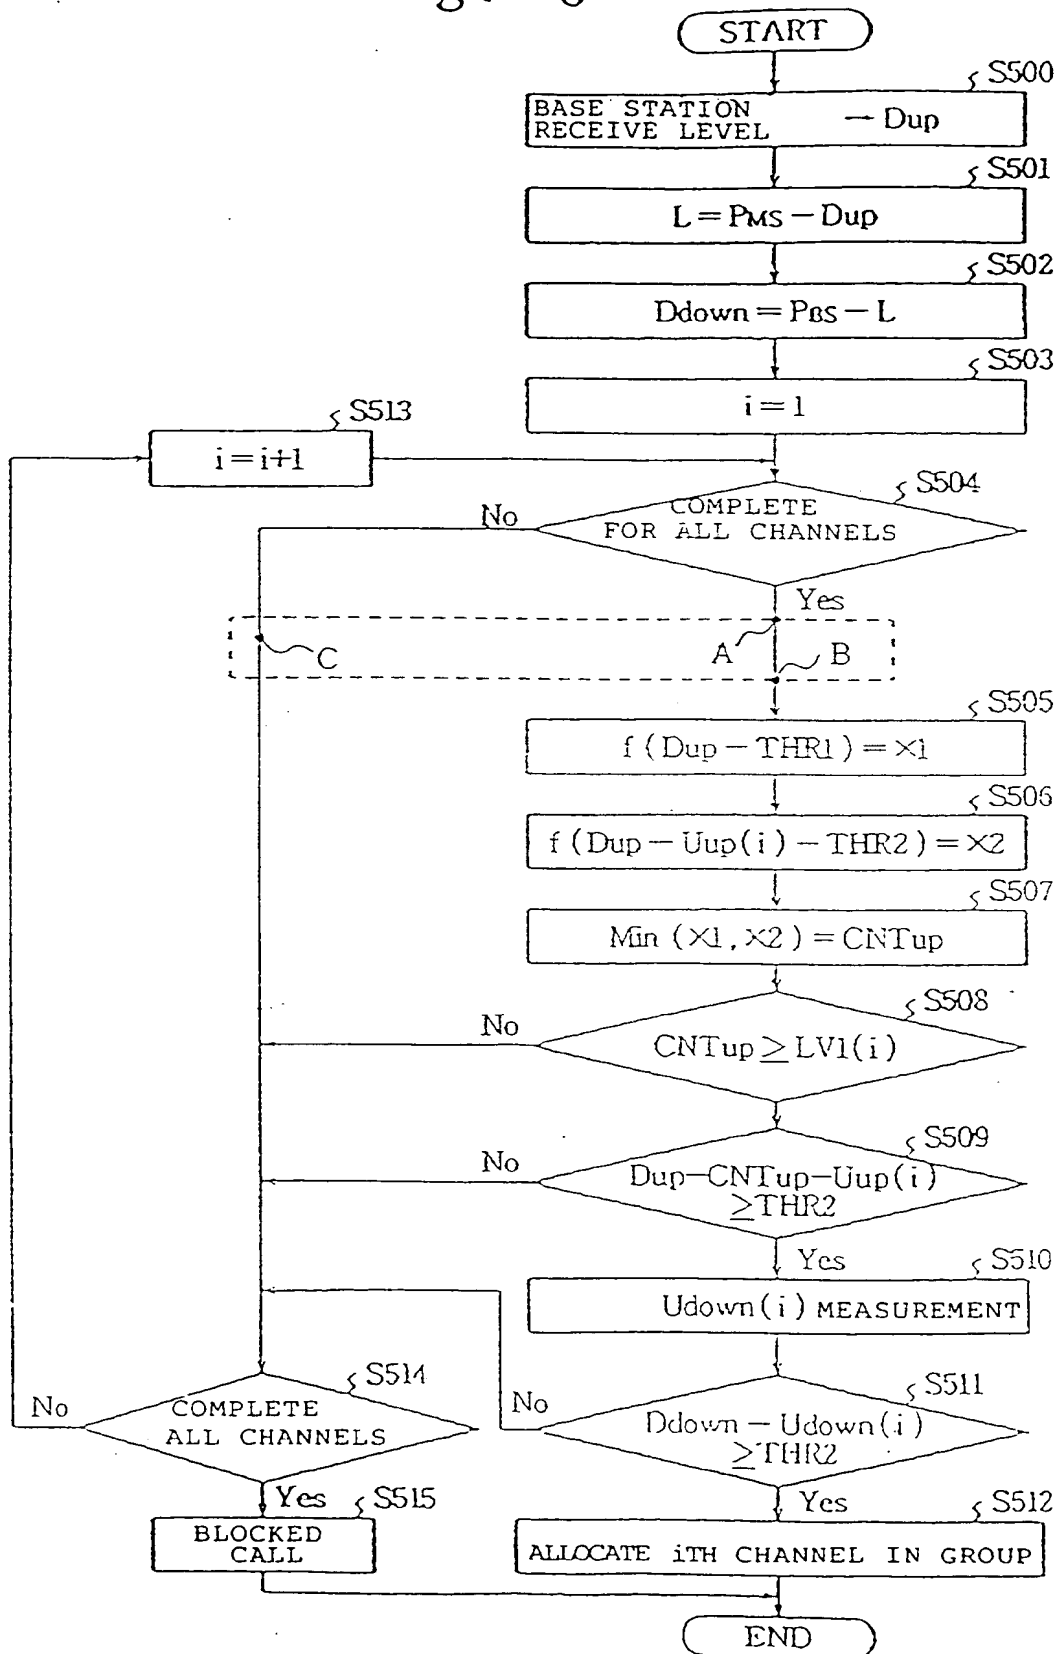 START
S500
BASE STATION
RECEIVE LEVEL → Dup
S501
L = PMS − Dup
S502
Ddown = PBS − L
S503
i = 1
S513
i = i+1
S504
COMPLETE
FOR ALL CHANNELS
No
Yes
A
B
C
S505
f (Dup − THR1) = X1
S506
f (Dup − Uup(i) − THR2) = X2
S507
Min (X1, X2) = CNTup
S508
CNTup ≥ LV1(i)
No
S509
Dup−CNTup−Uup(i)
≥THR2
No
Yes
S510
Udown(i) MEASUREMENT
S511
Ddown − Udown(i)
≥THR2
No
Yes
S514
COMPLETE
ALL CHANNELS
No
Yes
S515
BLOCKED
CALL
S512
ALLOCATE iTH CHANNEL IN GROUP
END